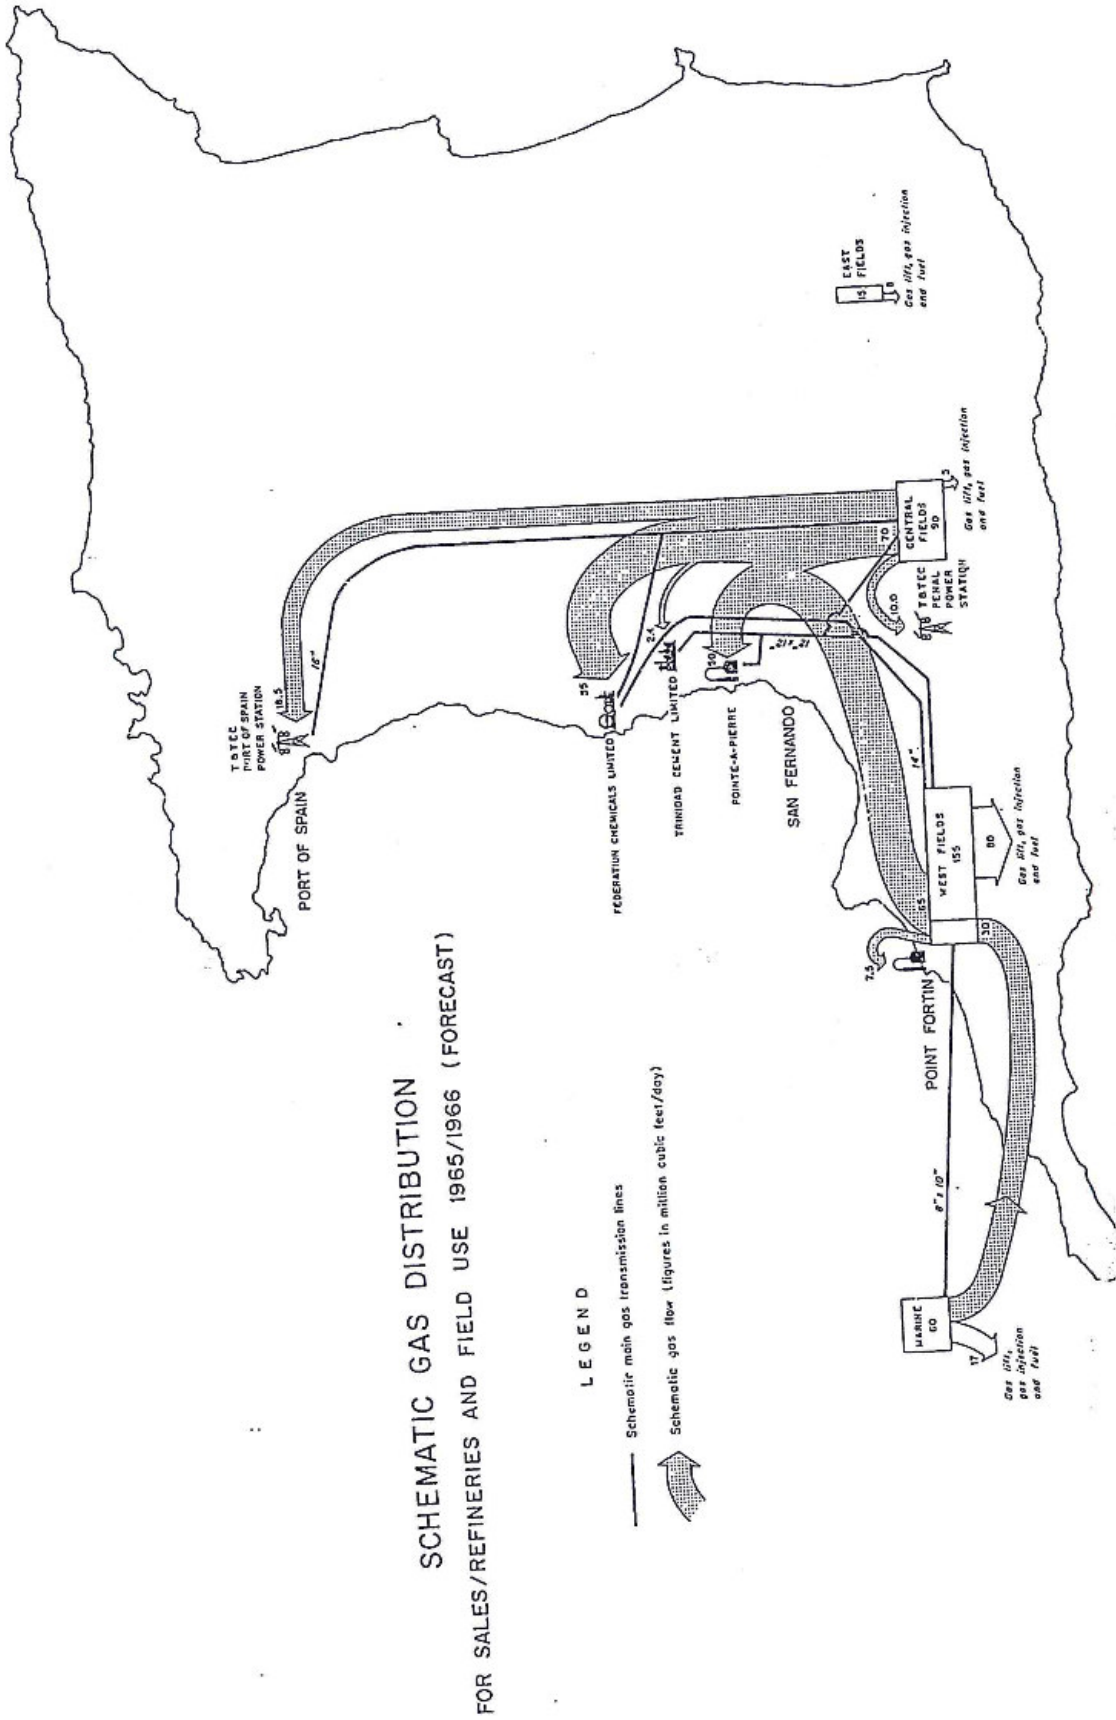 SCHEMATIC GAS DISTRIBUTION
FOR SALES/REFINERIES AND FIELD USE 1965/1966 (FORECAST)
LEGEND
Schematic main gas transmission lines
Schematic gas flow (figures in million cubic feet/day)
T&TEC
PORT OF SPAIN
POWER STATION
18.5
16"
PORT OF SPAIN
FEDERATION CHEMICALS LIMITED
TRINIDAD CEMENT LIMITED
2.4
POINTE-A-PIERRE
50
SAN FERNANDO
EAST
FIELDS
15
8
Gas lift, gas injection
and fuel
CENTRAL
FIELDS
90
70
5
Gas lift, gas injection
and fuel
10.0
T&TEC
PENAL
POWER
STATION
14"
WEST FIELDS
155
65
30
80
Gas lift, gas injection
and fuel
7.5
POINT FORTIN
8" & 10"
MARINE
60
17
Gas lift,
gas injection
and fuel